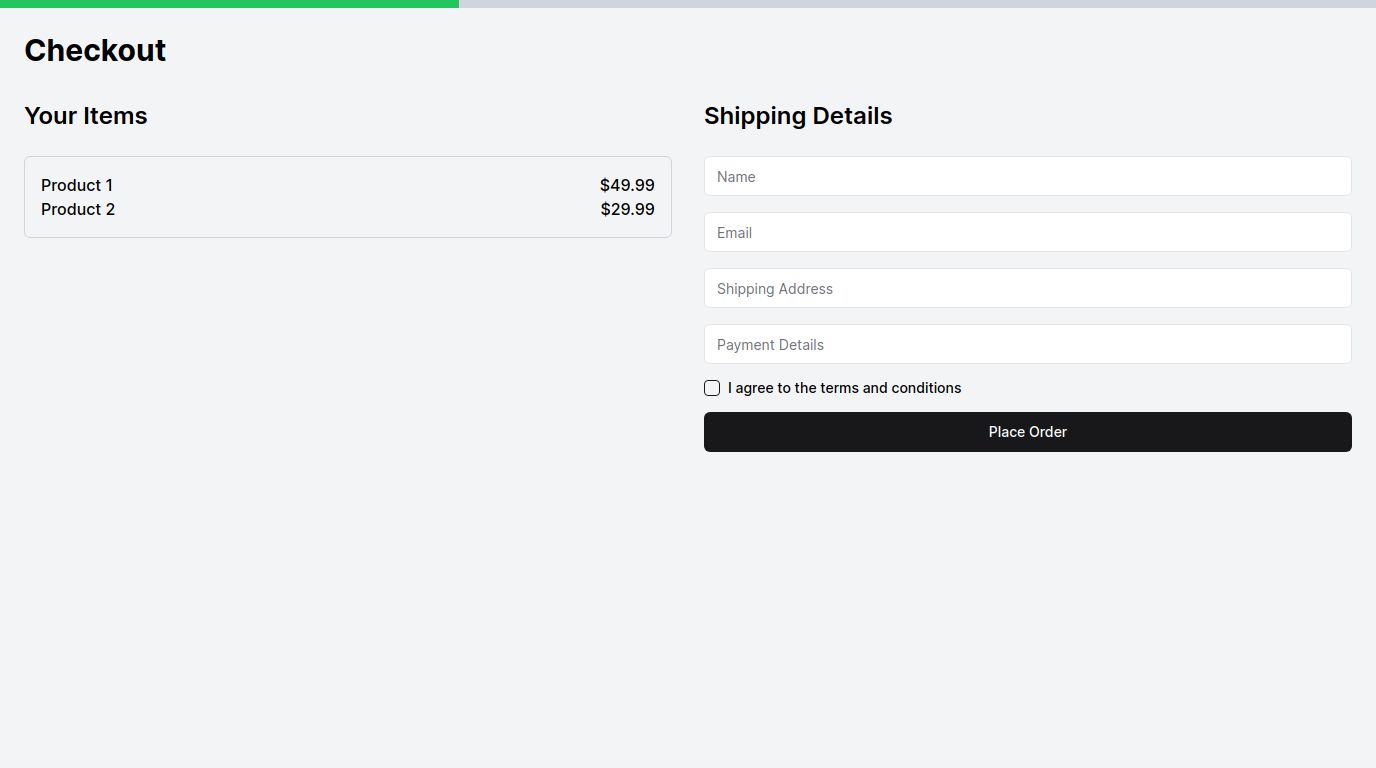 Checkout
Your Items
Product 1 $49.99
Product 2 $29.99
Shipping Details
Name
Email
Shipping Address
Payment Details
I agree to the terms and conditions
Place Order